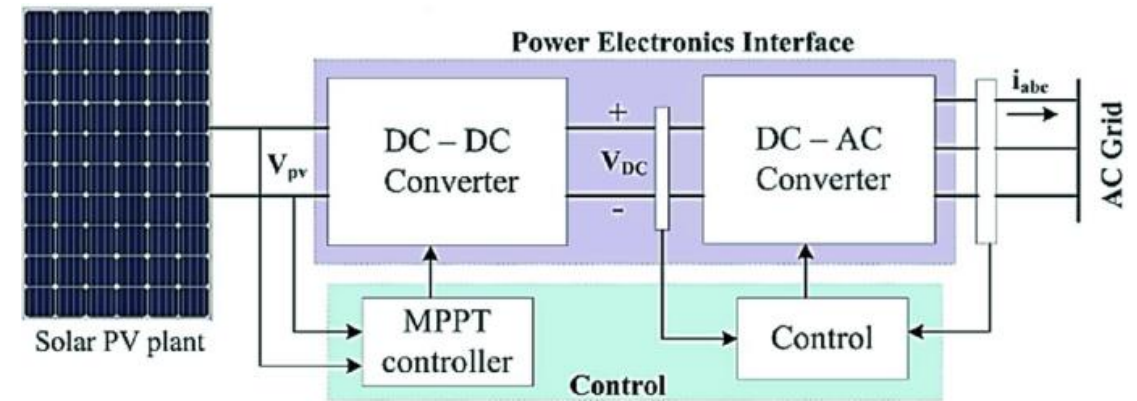 Power Electronics Interface
DC – DC
Converter
DC – AC
Converter
V_pv
+
V_DC
-
i_abc
AC Grid
Solar PV plant
MPPT
controller
Control
Control